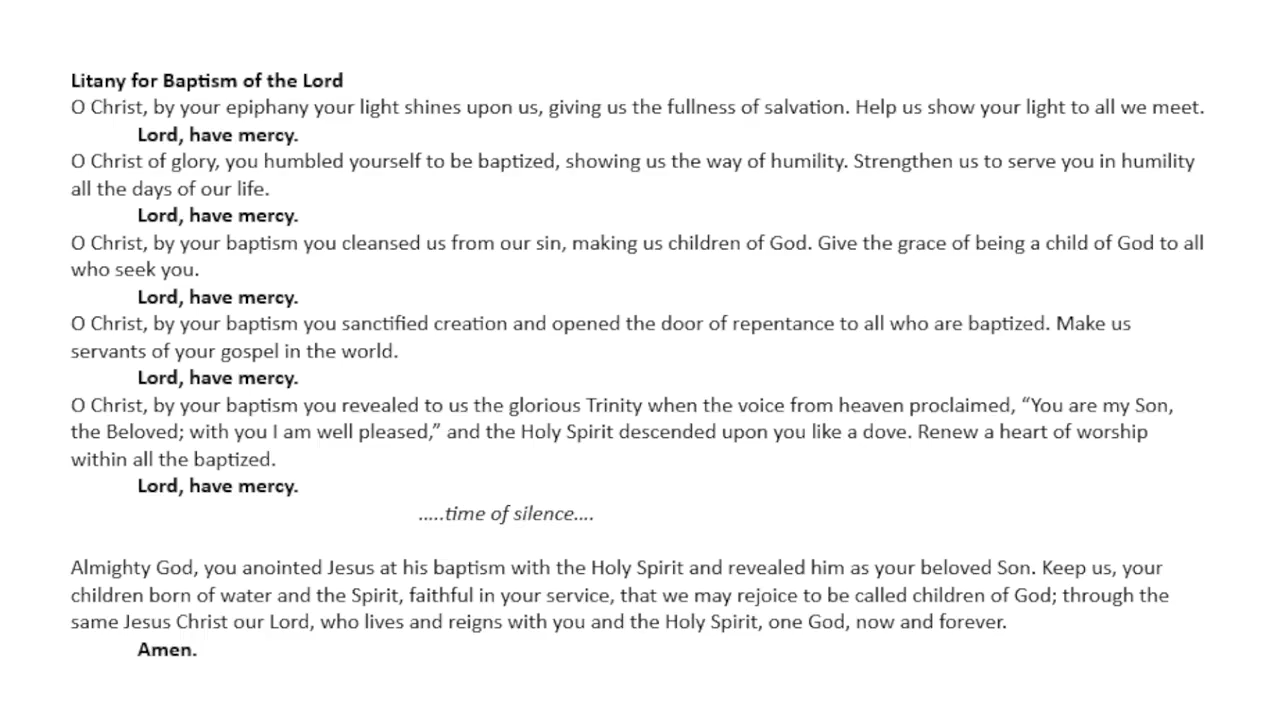 Litany for Baptism of the Lord
O Christ, by your epiphany your light shines upon us, giving us the fullness of salvation. Help us show your light to all we meet.
Lord, have mercy.
O Christ of glory, you humbled yourself to be baptized, showing us the way of humility. Strengthen us to serve you in humility
all the days of our life.
Lord, have mercy.
O Christ, by your baptism you cleansed us from our sin, making us children of God. Give the grace of being a child of God to all
who seek you.
Lord, have mercy.
O Christ, by your baptism you sanctified creation and opened the door of repentance to all who are baptized. Make us
servants of your gospel in the world.
Lord, have mercy.
O Christ, by your baptism you revealed to us the glorious Trinity when the voice from heaven proclaimed, “You are my Son,
the Beloved; with you I am well pleased,” and the Holy Spirit descended upon you like a dove. Renew a heart of worship
within all the baptized.
Lord, have mercy.
.....time of silence....
Almighty God, you anointed Jesus at his baptism with the Holy Spirit and revealed him as your beloved Son. Keep us, your
children born of water and the Spirit, faithful in your service, that we may rejoice to be called children of God; through the
same Jesus Christ our Lord, who lives and reigns with you and the Holy Spirit, one God, now and forever.
Amen.